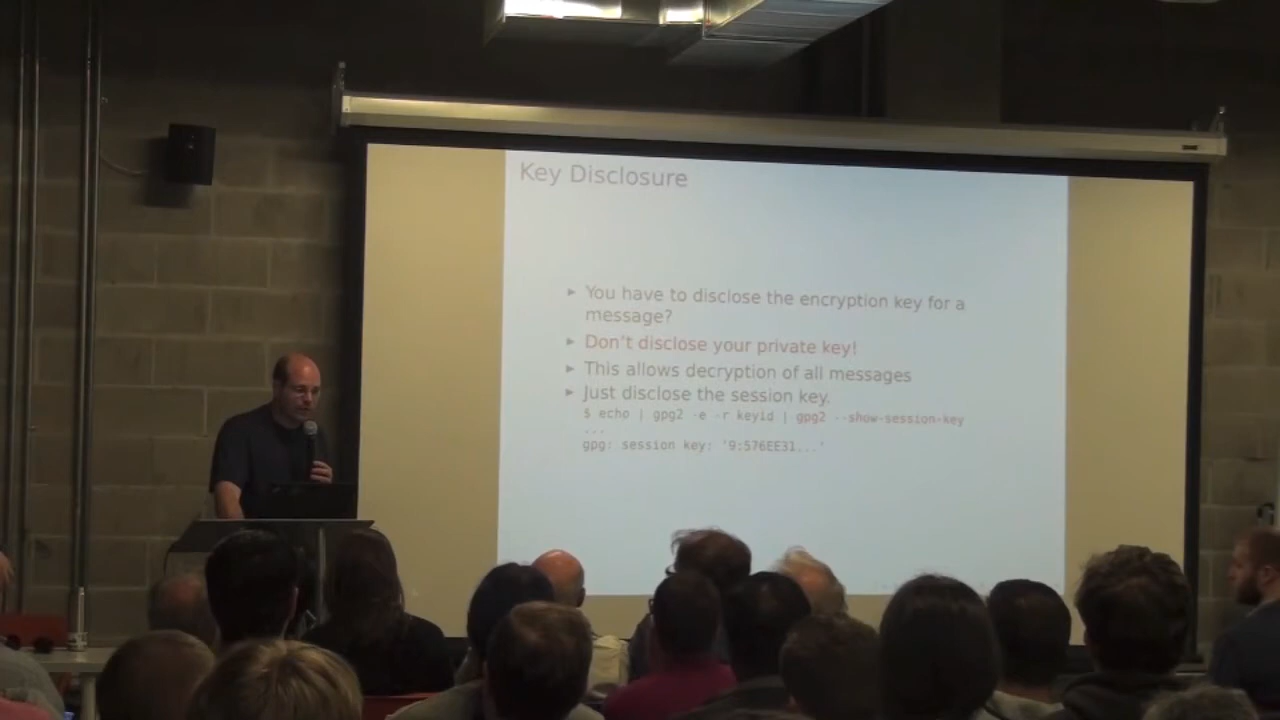 Key Disclosure
▸ You have to disclose the encryption key for a
message?
▸ Don't disclose your private key!
▸ This allows decryption of all messages
▸ Just disclose the session key.
$ echo | gpg2 -e -r keyid | gpg2 --show-session-key
...
gpg: session key: '9:576EE31...'